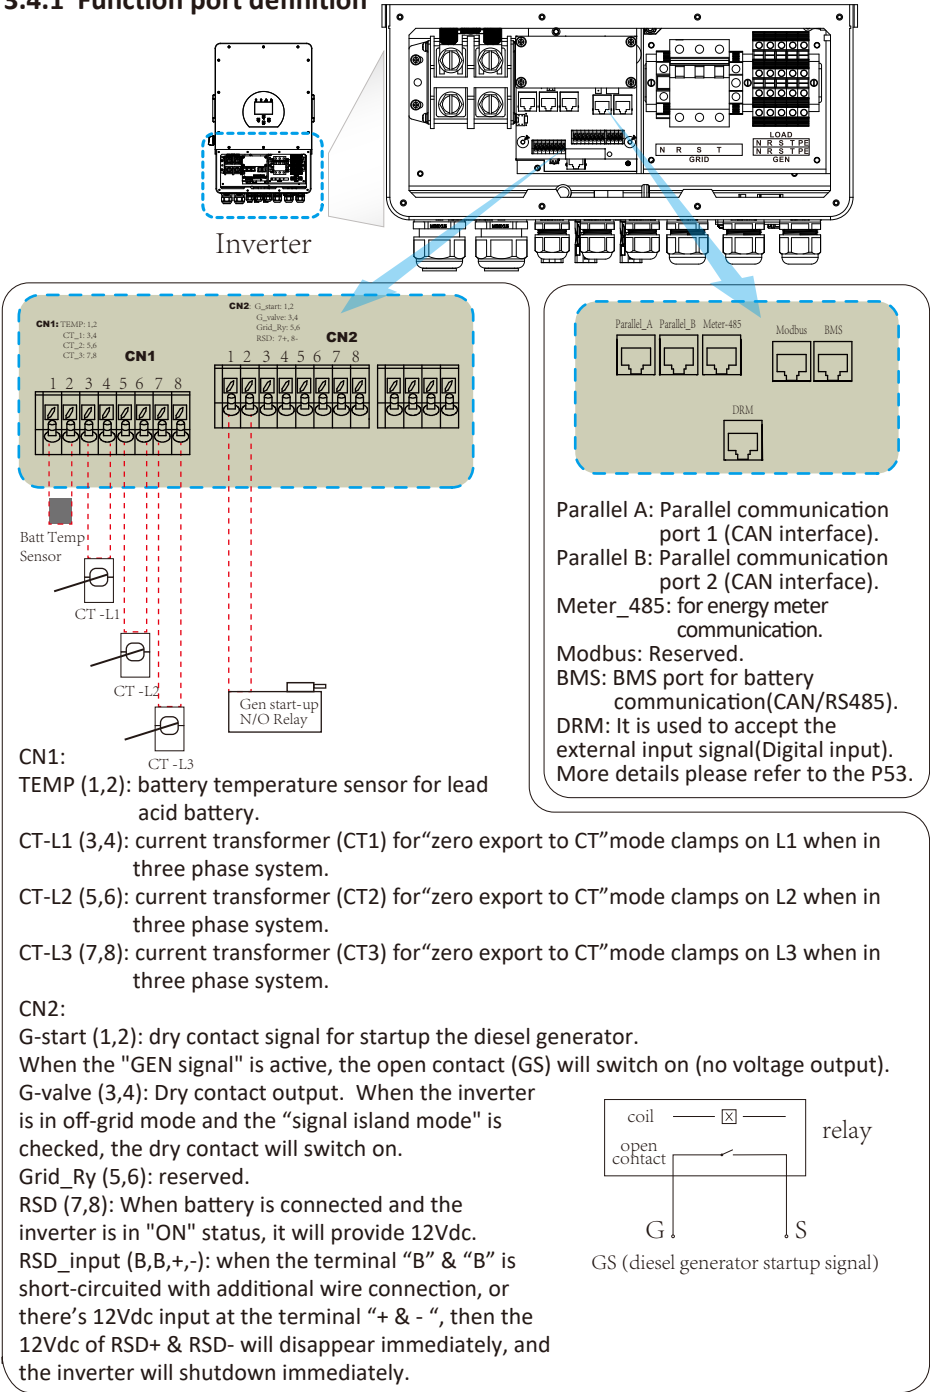 3.4.1 Function port definition
LOAD
N R S T PE
N R S T
N R S T PE
GRID
GEN
Inverter
CN1: TEMP: 1,2
CT_1: 3,4
CT_2: 5,6
CT_3: 7,8
CN1
1 2 3 4 5 6 7 8
CN2: G_start: 1,2
G_valve: 3,4
Grid_Ry: 5,6
RSD: 7+, 8-
CN2
1 2 3 4 5 6 7 8
Batt Temp
Sensor
CT -L1
CT -L2
CT -L3
Gen start-up
N/O Relay
Parallel_A Parallel_B Meter-485
Modbus BMS
DRM
Parallel A: Parallel communication
port 1 (CAN interface).
Parallel B: Parallel communication
port 2 (CAN interface).
Meter_485: for energy meter
communication.
Modbus: Reserved.
BMS: BMS port for battery
communication(CAN/RS485).
DRM: It is used to accept the
external input signal(Digital input).
More details please refer to the P53.
CN1:
TEMP (1,2): battery temperature sensor for lead
acid battery.
CT-L1 (3,4): current transformer (CT1) for“zero export to CT”mode clamps on L1 when in
three phase system.
CT-L2 (5,6): current transformer (CT2) for“zero export to CT”mode clamps on L2 when in
three phase system.
CT-L3 (7,8): current transformer (CT3) for“zero export to CT”mode clamps on L3 when in
three phase system.
CN2:
G-start (1,2): dry contact signal for startup the diesel generator.
When the "GEN signal" is active, the open contact (GS) will switch on (no voltage output).
G-valve (3,4): Dry contact output. When the inverter
is in off-grid mode and the “signal island mode" is
checked, the dry contact will switch on.
Grid_Ry (5,6): reserved.
RSD (7,8): When battery is connected and the
inverter is in "ON" status, it will provide 12Vdc.
RSD_input (B,B,+,-): when the terminal “B” & “B” is
short-circuited with additional wire connection, or
there’s 12Vdc input at the terminal “+ & - “, then the
12Vdc of RSD+ & RSD- will disappear immediately, and
the inverter will shutdown immediately.
coil
X
open
contact
relay
G
S
GS (diesel generator startup signal)